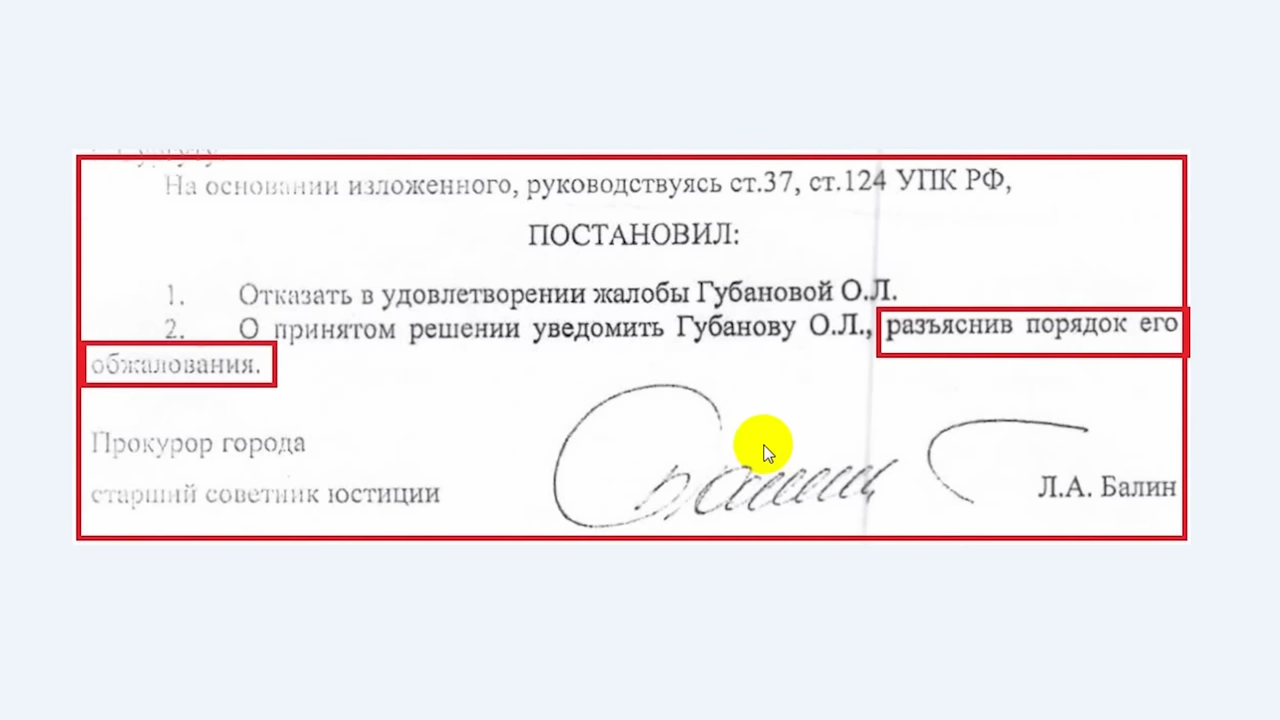 На основании изложенного, руководствуясь ст.37, ст.124 УПК РФ,
ПОСТАНОВИЛ:
1. Отказать в удовлетворении жалобы Губановой О.Л.
2. О принятом решении уведомить Губанову О.Л., разъяснив порядок его
обжалования.
Прокурор города
старший советник юстиции
Л.А. Балин